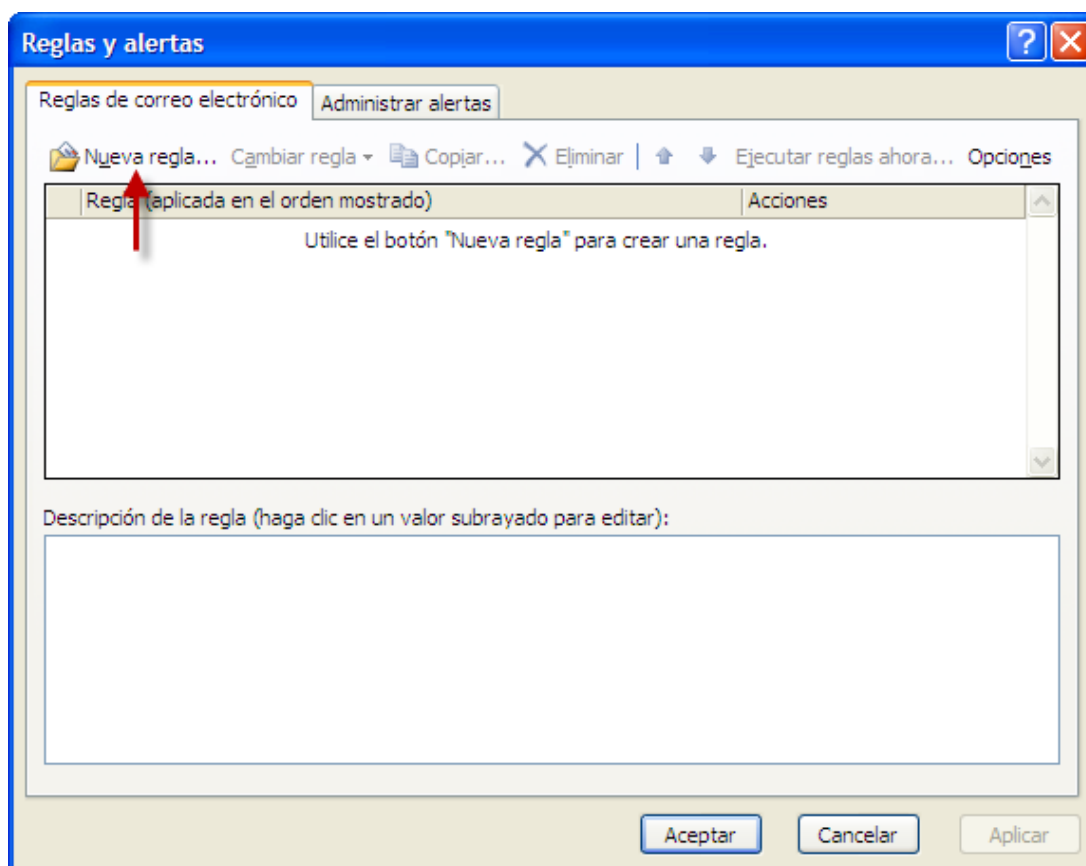 Reglas y alertas
Reglas de correo electrónico Administrar alertas
Nueva regla... Cambiar regla Copiar... Eliminar Ejecutar reglas ahora... Opciones
Regla (aplicada en el orden mostrado) Acciones
Utilice el botón "Nueva regla" para crear una regla.
Descripción de la regla (haga clic en un valor subrayado para editar):
Aceptar Cancelar Aplicar